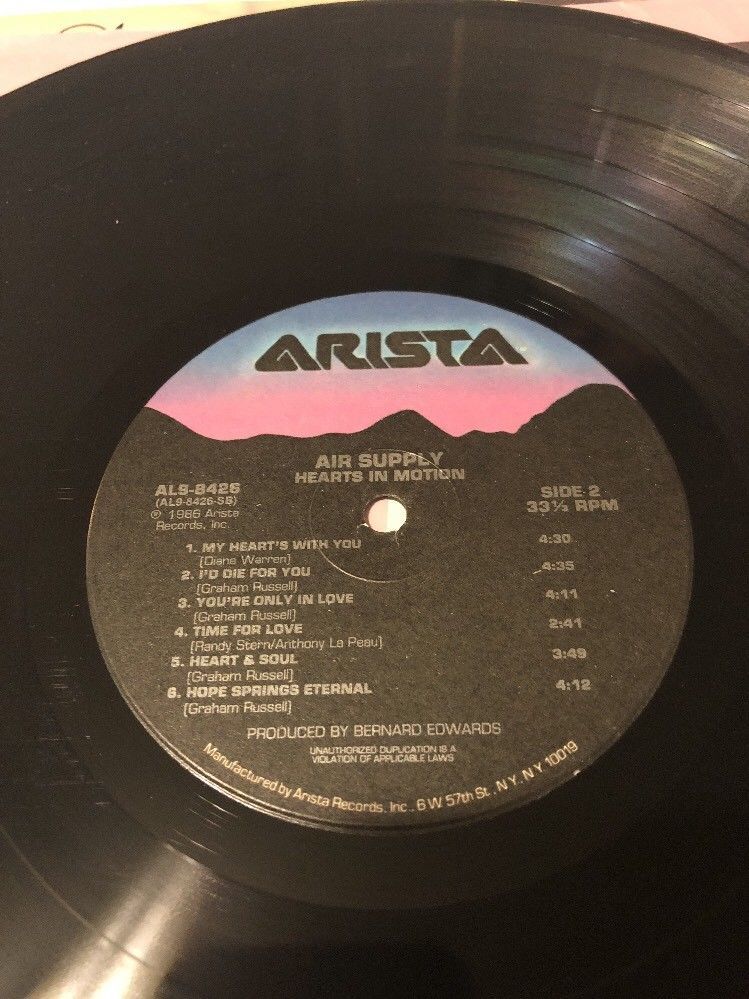 ARISTA
AIR SUPPLY
HEARTS IN MOTION
AL9-8426
(AL9-8426-SB)
℗ 1986 Arista
Records, Inc.
SIDE 2
33⅓ RPM
1. MY HEART'S WITH YOU 4:30
[Diane Warren]
2. I'D DIE FOR YOU 4:35
[Graham Russell]
3. YOU'RE ONLY IN LOVE 4:11
[Graham Russell]
4. TIME FOR LOVE 2:41
[Randy Stern/Anthony La Peau]
5. HEART & SOUL 3:49
[Graham Russell]
6. HOPE SPRINGS ETERNAL 4:12
[Graham Russell]
PRODUCED BY BERNARD EDWARDS
UNAUTHORIZED DUPLICATION IS A
VIOLATION OF APPLICABLE LAWS
Manufactured by Arista Records, Inc., 6 W 57th St., N.Y., N.Y. 10019